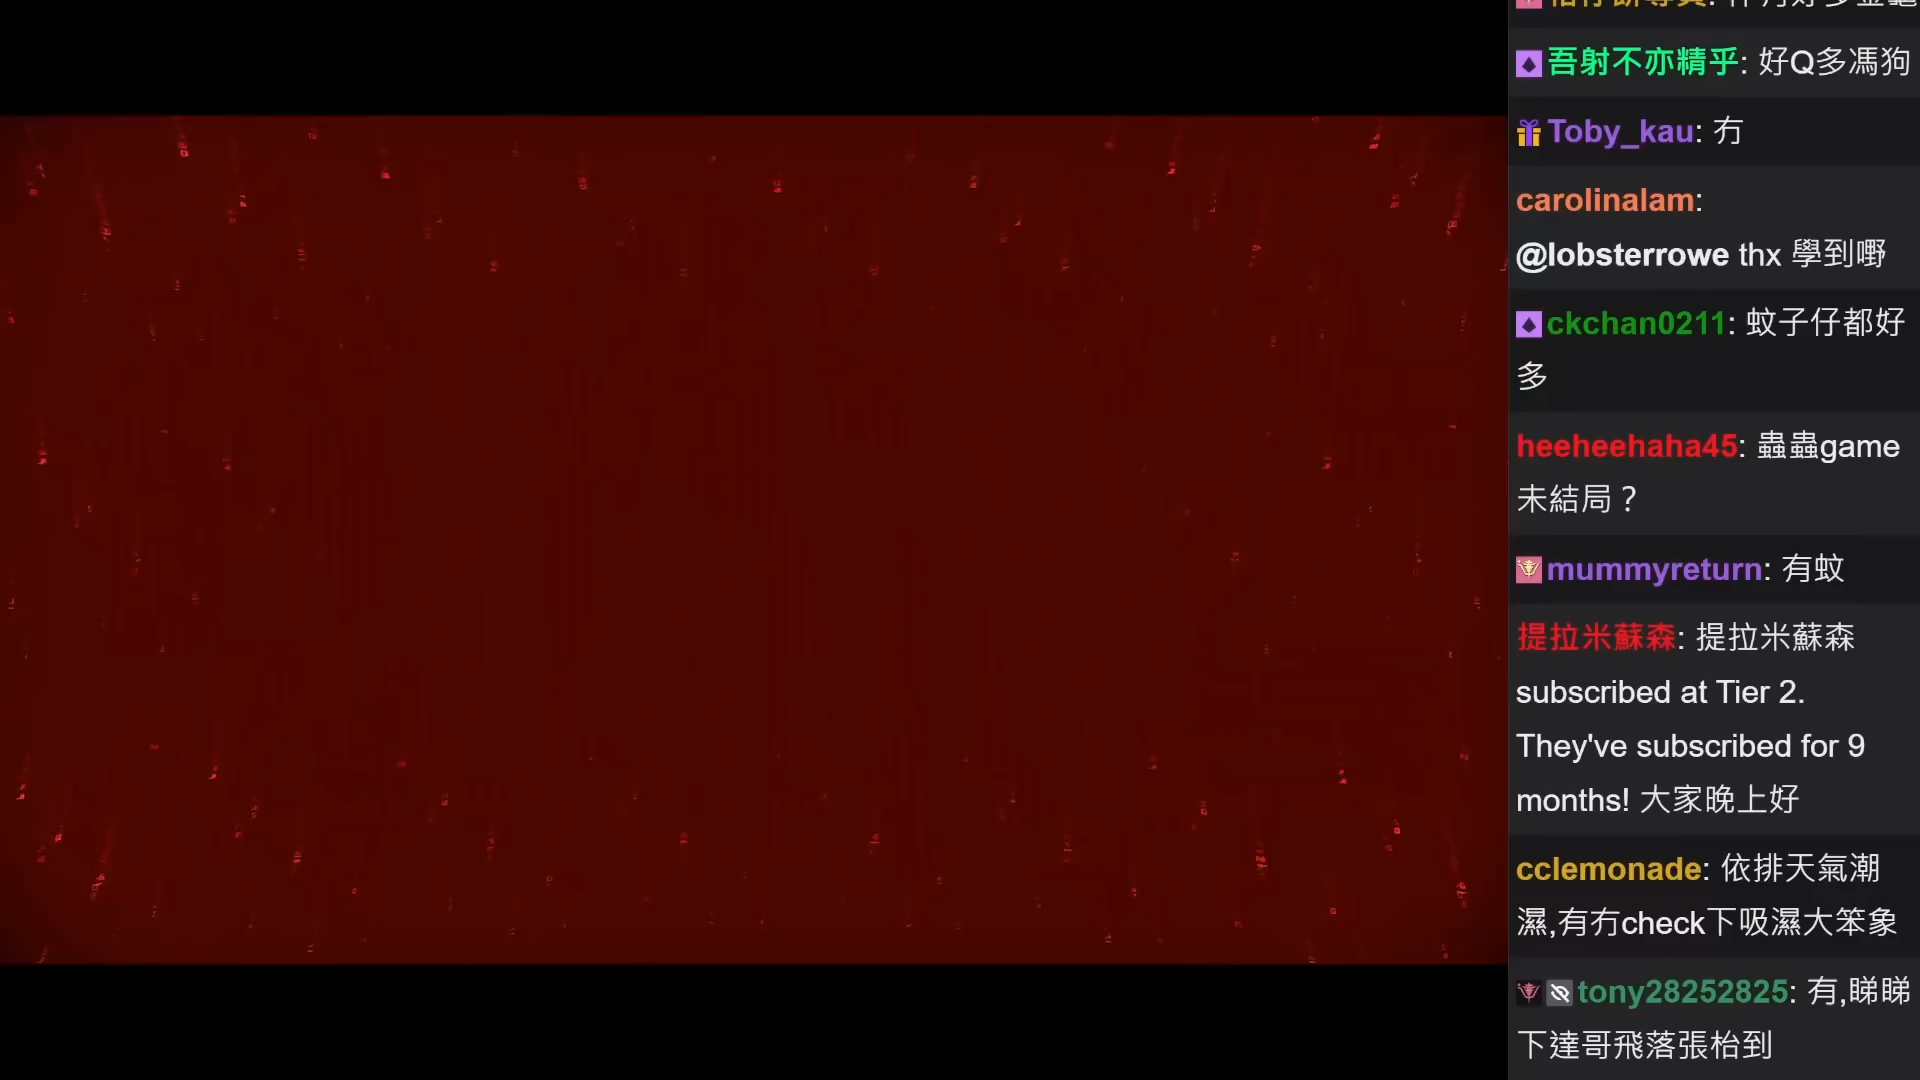 吾射不亦精乎: 好Q多馮狗
Toby_kau: 冇
carolinalam:
@lobsterrowe thx 學到嘢
ckchan0211: 蚊子仔都好
多
heeheehaha45: 蟲蟲game
未結局？
mummyreturn: 有蚊
提拉米蘇森: 提拉米蘇森
subscribed at Tier 2.
They've subscribed for 9
months! 大家晚上好
cclemonade: 依排天氣潮
濕,有冇check下吸濕大笨象
tony28252825: 有,睇睇
下達哥飛落張枱到